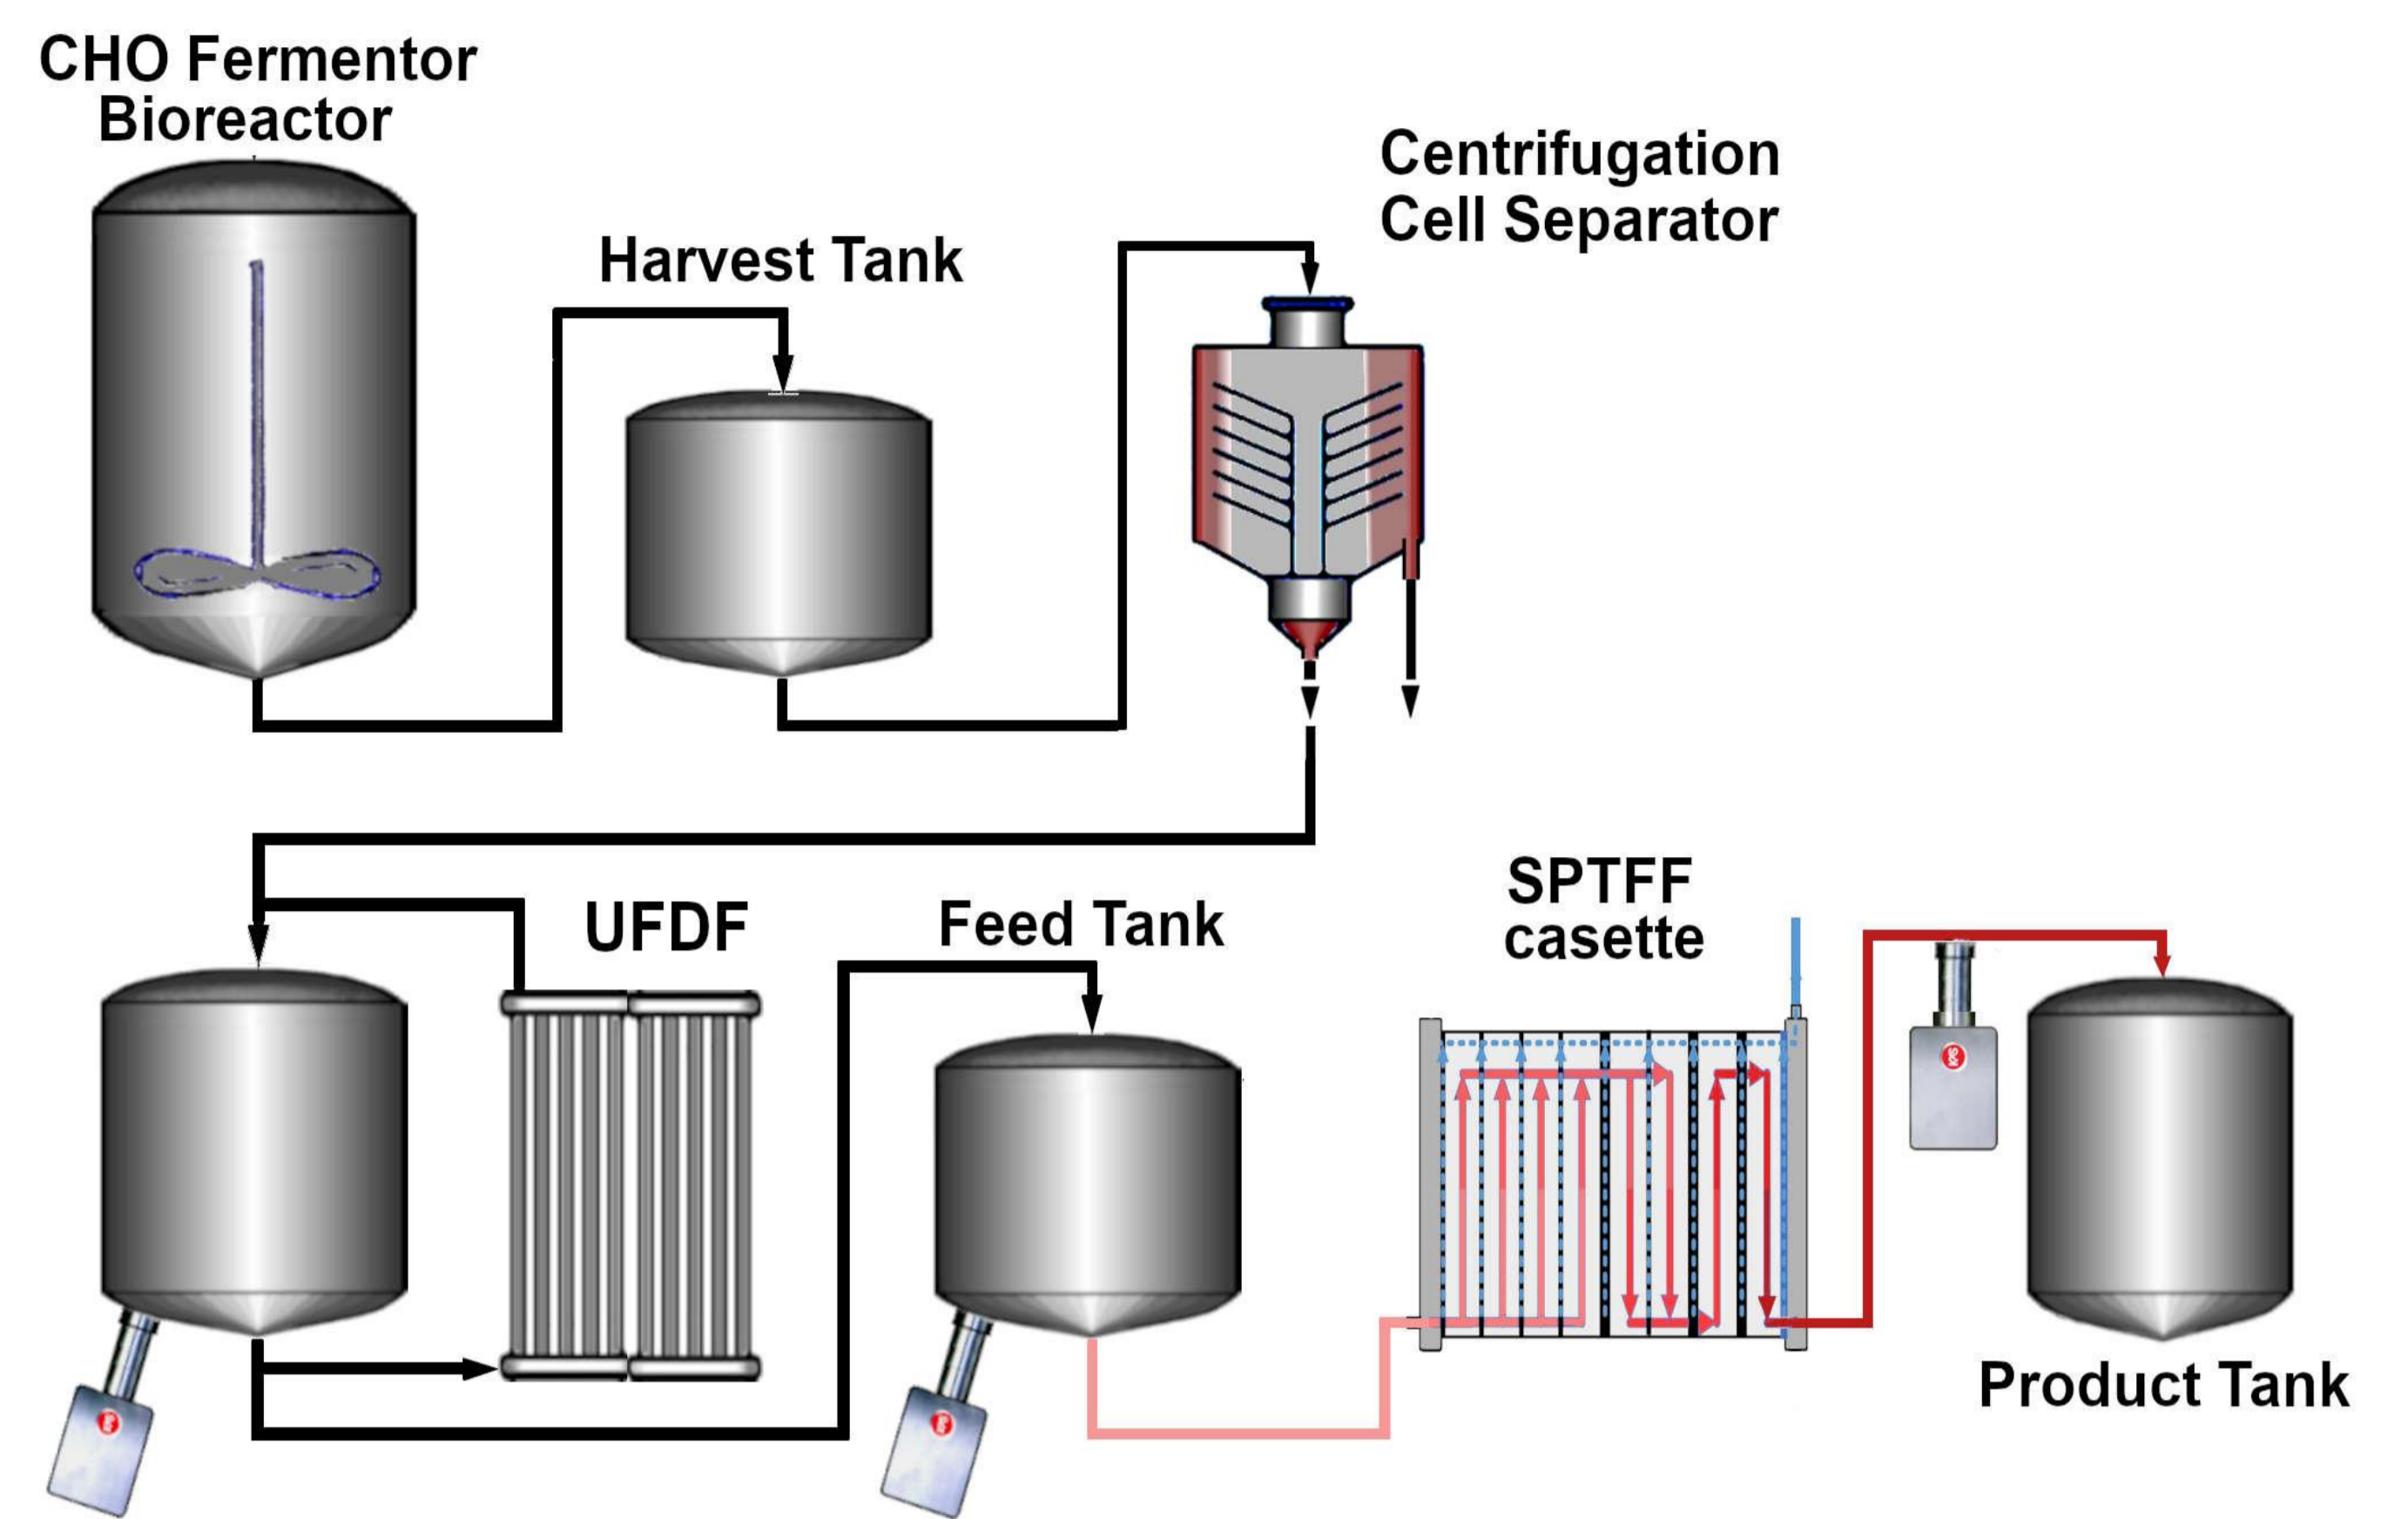 CHO Fermentor
Bioreactor
Harvest Tank
Centrifugation
Cell Separator
UFDF
Feed Tank
SPTFF
casette
Product Tank